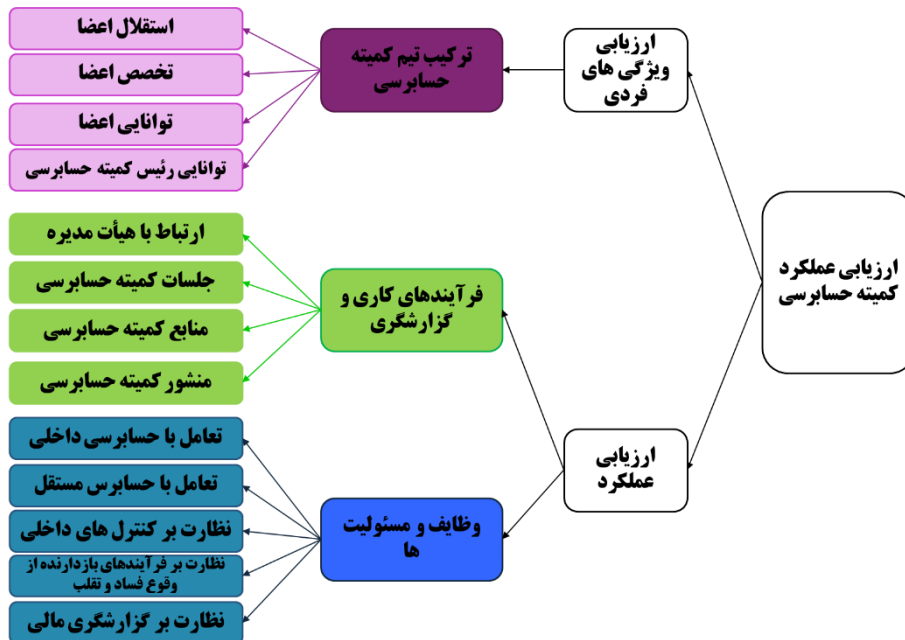 ارزیابی عملکرد
کمیته حسابرسی
ارزیابی
ویژگی های
فردی
ترکیب تیم کمیته
حسابرسی
استقلال اعضا
تخصص اعضا
توانایی اعضا
توانایی رئیس کمیته حسابرسی
ارزیابی
عملکرد
فرآیندهای کاری و
گزارشگری
ارتباط با هیأت مدیره
جلسات کمیته حسابرسی
منابع کمیته حسابرسی
منشور کمیته حسابرسی
وظایف و مسئولیت
ها
تعامل با حسابرسی داخلی
تعامل با حسابرس مستقل
نظارت بر کنترل های داخلی
نظارت بر فرآیندهای بازدارنده از
وقوع فساد و تقلب
نظارت بر گزارشگری مالی